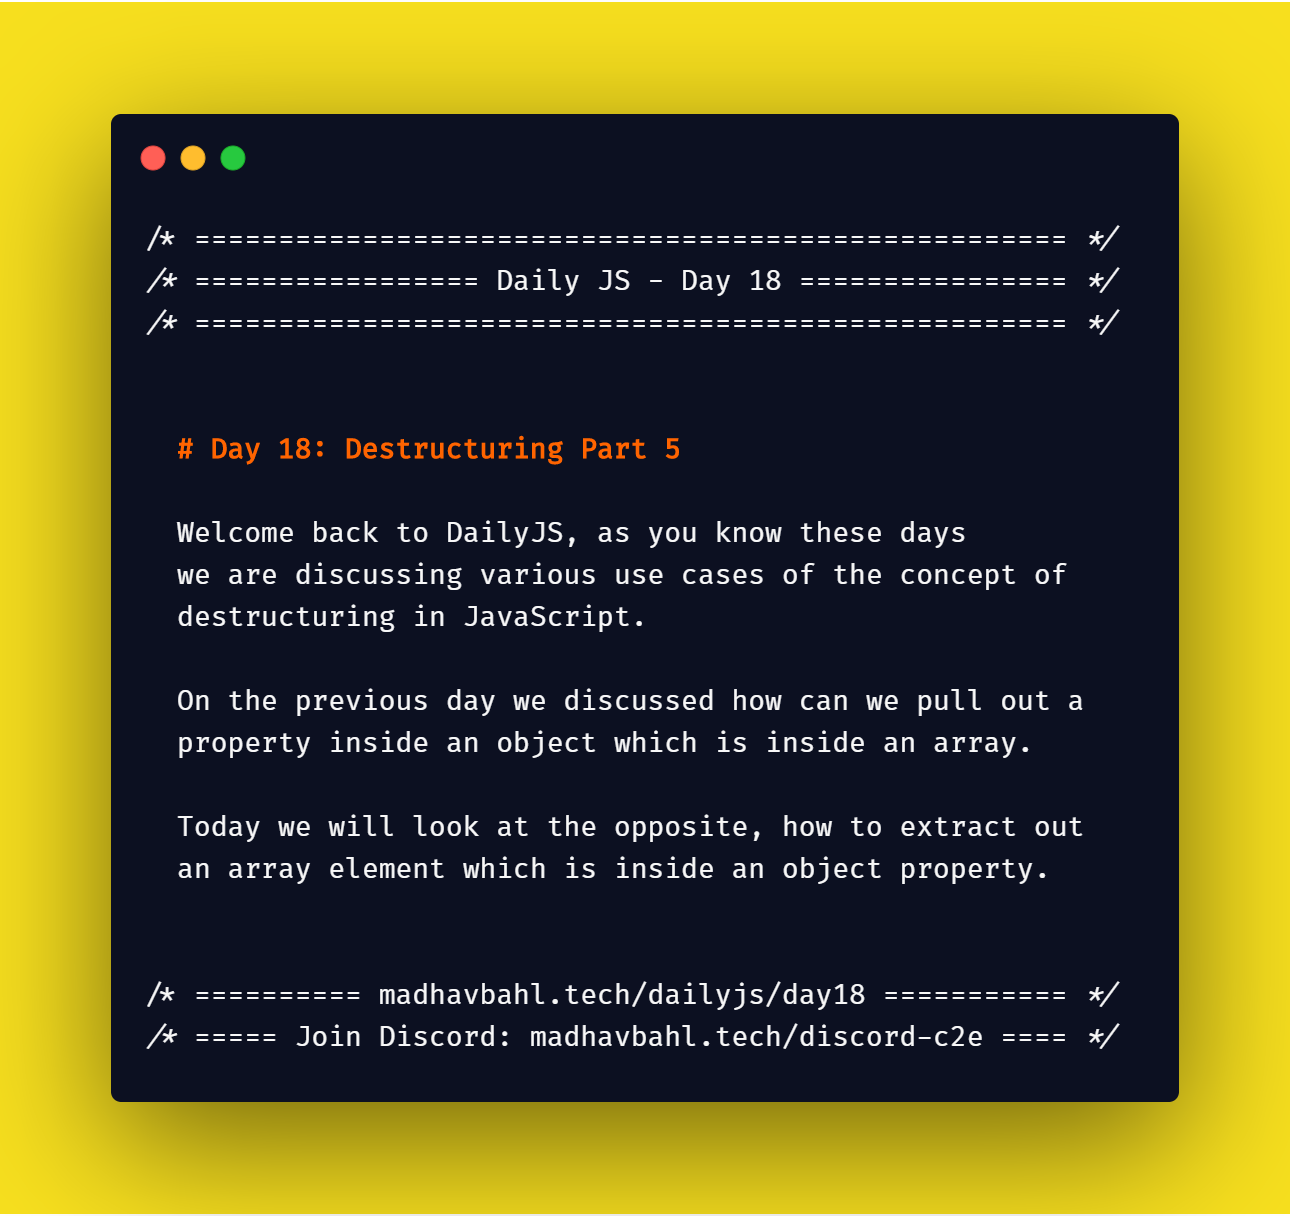 /* ==================================================== */
/* ================= Daily JS - Day 18 ================ */
/* ==================================================== */
# Day 18: Destructuring Part 5
Welcome back to DailyJS, as you know these days
we are discussing various use cases of the concept of
destructuring in JavaScript.
On the previous day we discussed how can we pull out a
property inside an object which is inside an array.
Today we will look at the opposite, how to extract out
an array element which is inside an object property.
/* ========== madhavbahl.tech/dailyjs/day18 =========== */
/* ===== Join Discord: madhavbahl.tech/discord-c2e ==== */